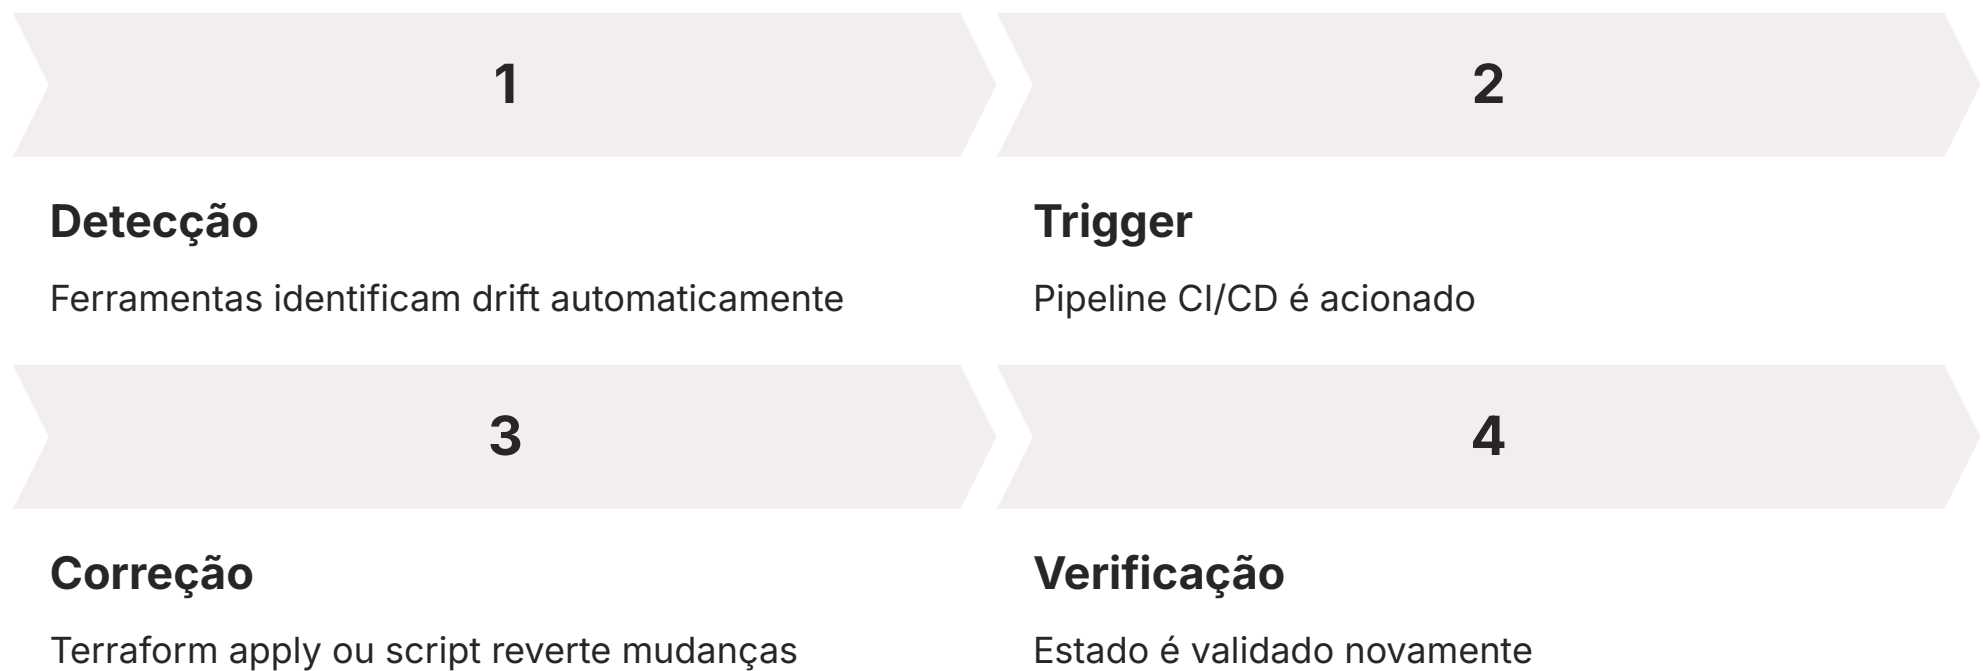 1
Detecção
Ferramentas identificam drift automaticamente
2
Trigger
Pipeline CI/CD é acionado
3
Correção
Terraform apply ou script reverte mudanças
4
Verificação
Estado é validado novamente